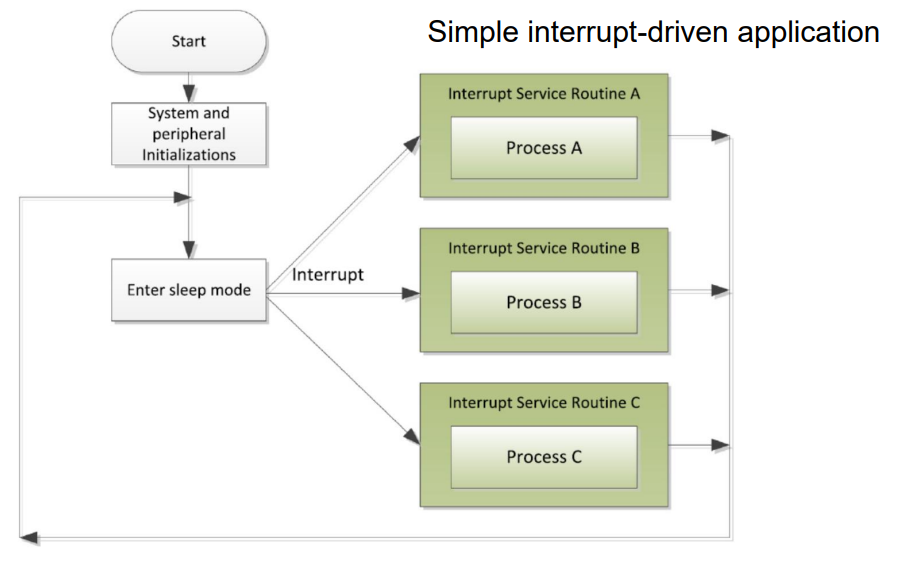 Simple interrupt-driven application
Start
System and
peripheral
Initializations
Enter sleep mode
Interrupt
Interrupt Service Routine A
Process A
Interrupt Service Routine B
Process B
Interrupt Service Routine C
Process C